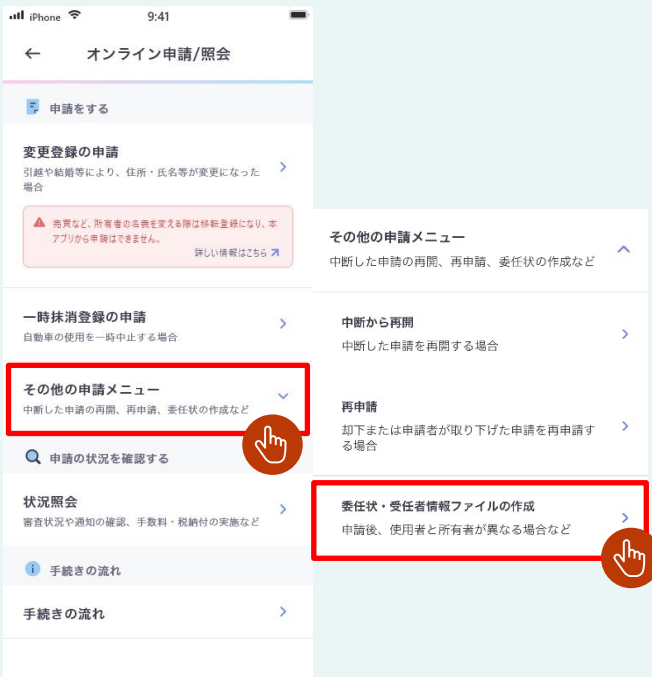 iPhone
9:41
オンライン申請/照会
申請をする
変更登録の申請
引越や結婚等により、住所・氏名等が変更になった
場合
売買など、所有者の名義を変える際は移転登録になり、本
アプリから申請はできません。
詳しい情報はこちら
一時抹消登録の申請
自動車の使用を一時中止する場合
その他の申請メニュー
中断した申請の再開、再申請、委任状の作成など
申請の状況を確認する
状況照会
審査状況や通知の確認、手数料・税納付の実施など
手続きの流れ
手続きの流れ
その他の申請メニュー
中断した申請の再開、再申請、委任状の作成など
中断から再開
中断した申請を再開する場合
再申請
却下または申請者が取り下げた申請を再申請す
る場合
委任状・受任者情報ファイルの作成
申請後、使用者と所有者が異なる場合など